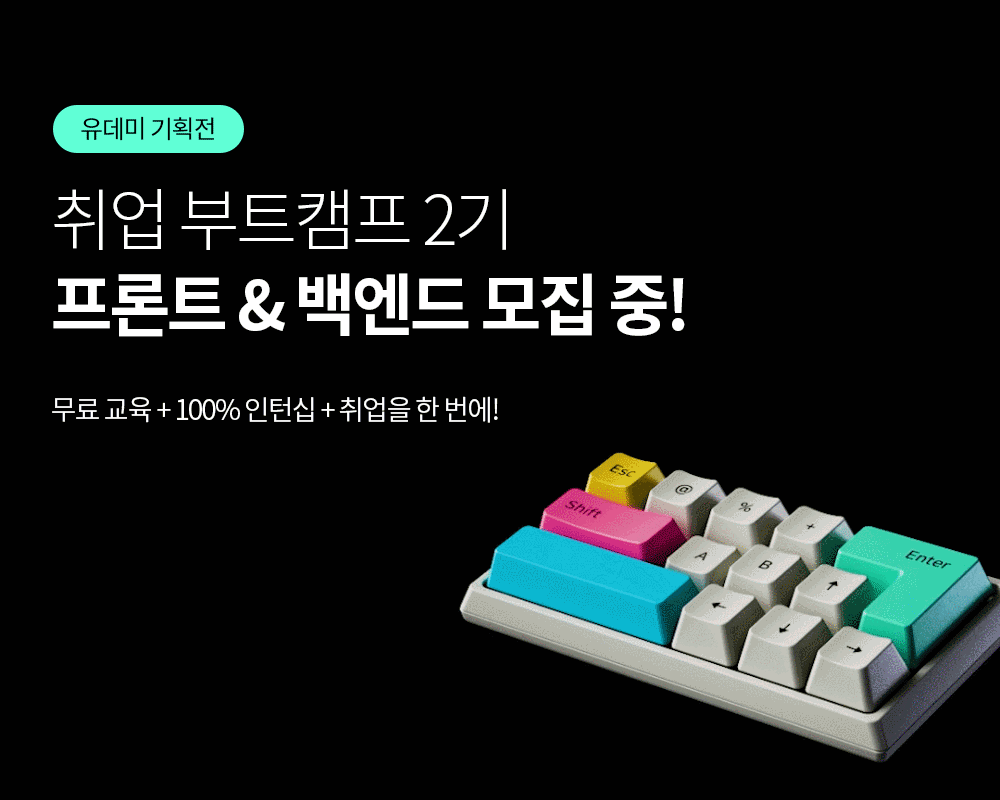 유데미 기획전
취업 부트캠프 2기
프론트 & 백엔드 모집 중!
무료 교육 + 100% 인턴십 + 취업을 한 번에!
Esc @ % +
Shift A B ↑ Enter
← ↓ →